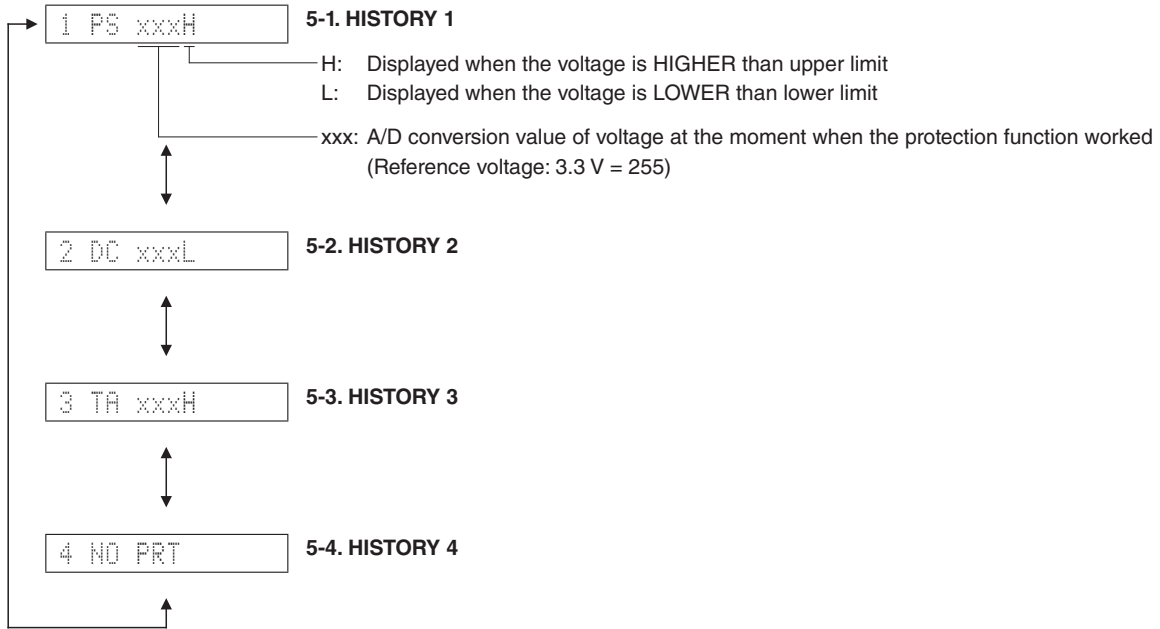 1 PS xxxH
5-1. HISTORY 1
H: Displayed when the voltage is HIGHER than upper limit
L: Displayed when the voltage is LOWER than lower limit
xxx: A/D conversion value of voltage at the moment when the protection function worked
(Reference voltage: 3.3 V = 255)
2 DC xxxL
5-2. HISTORY 2
3 TA xxxH
5-3. HISTORY 3
4 NO PRT
5-4. HISTORY 4